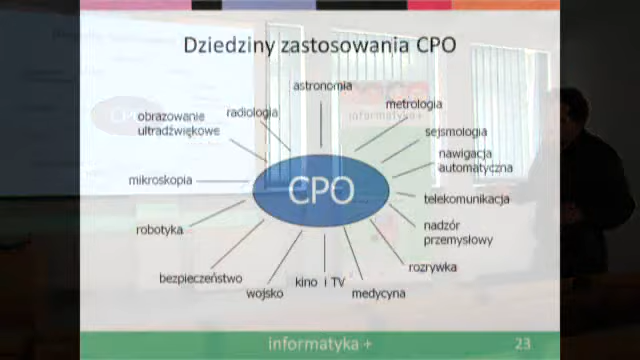 Dziedziny zastosowania CPO
astronomia
radiologia
metrologia
obrazowanie
ultradźwiękowe
sejsmologia
nawigacja
automatyczna
mikroskopia
CPO
telekomunikacja
robotyka
nadzór
przemysłowy
bezpieczeństwo
wojsko
kino i TV
medycyna
rozrywka
informatyka +
informatyka +
23